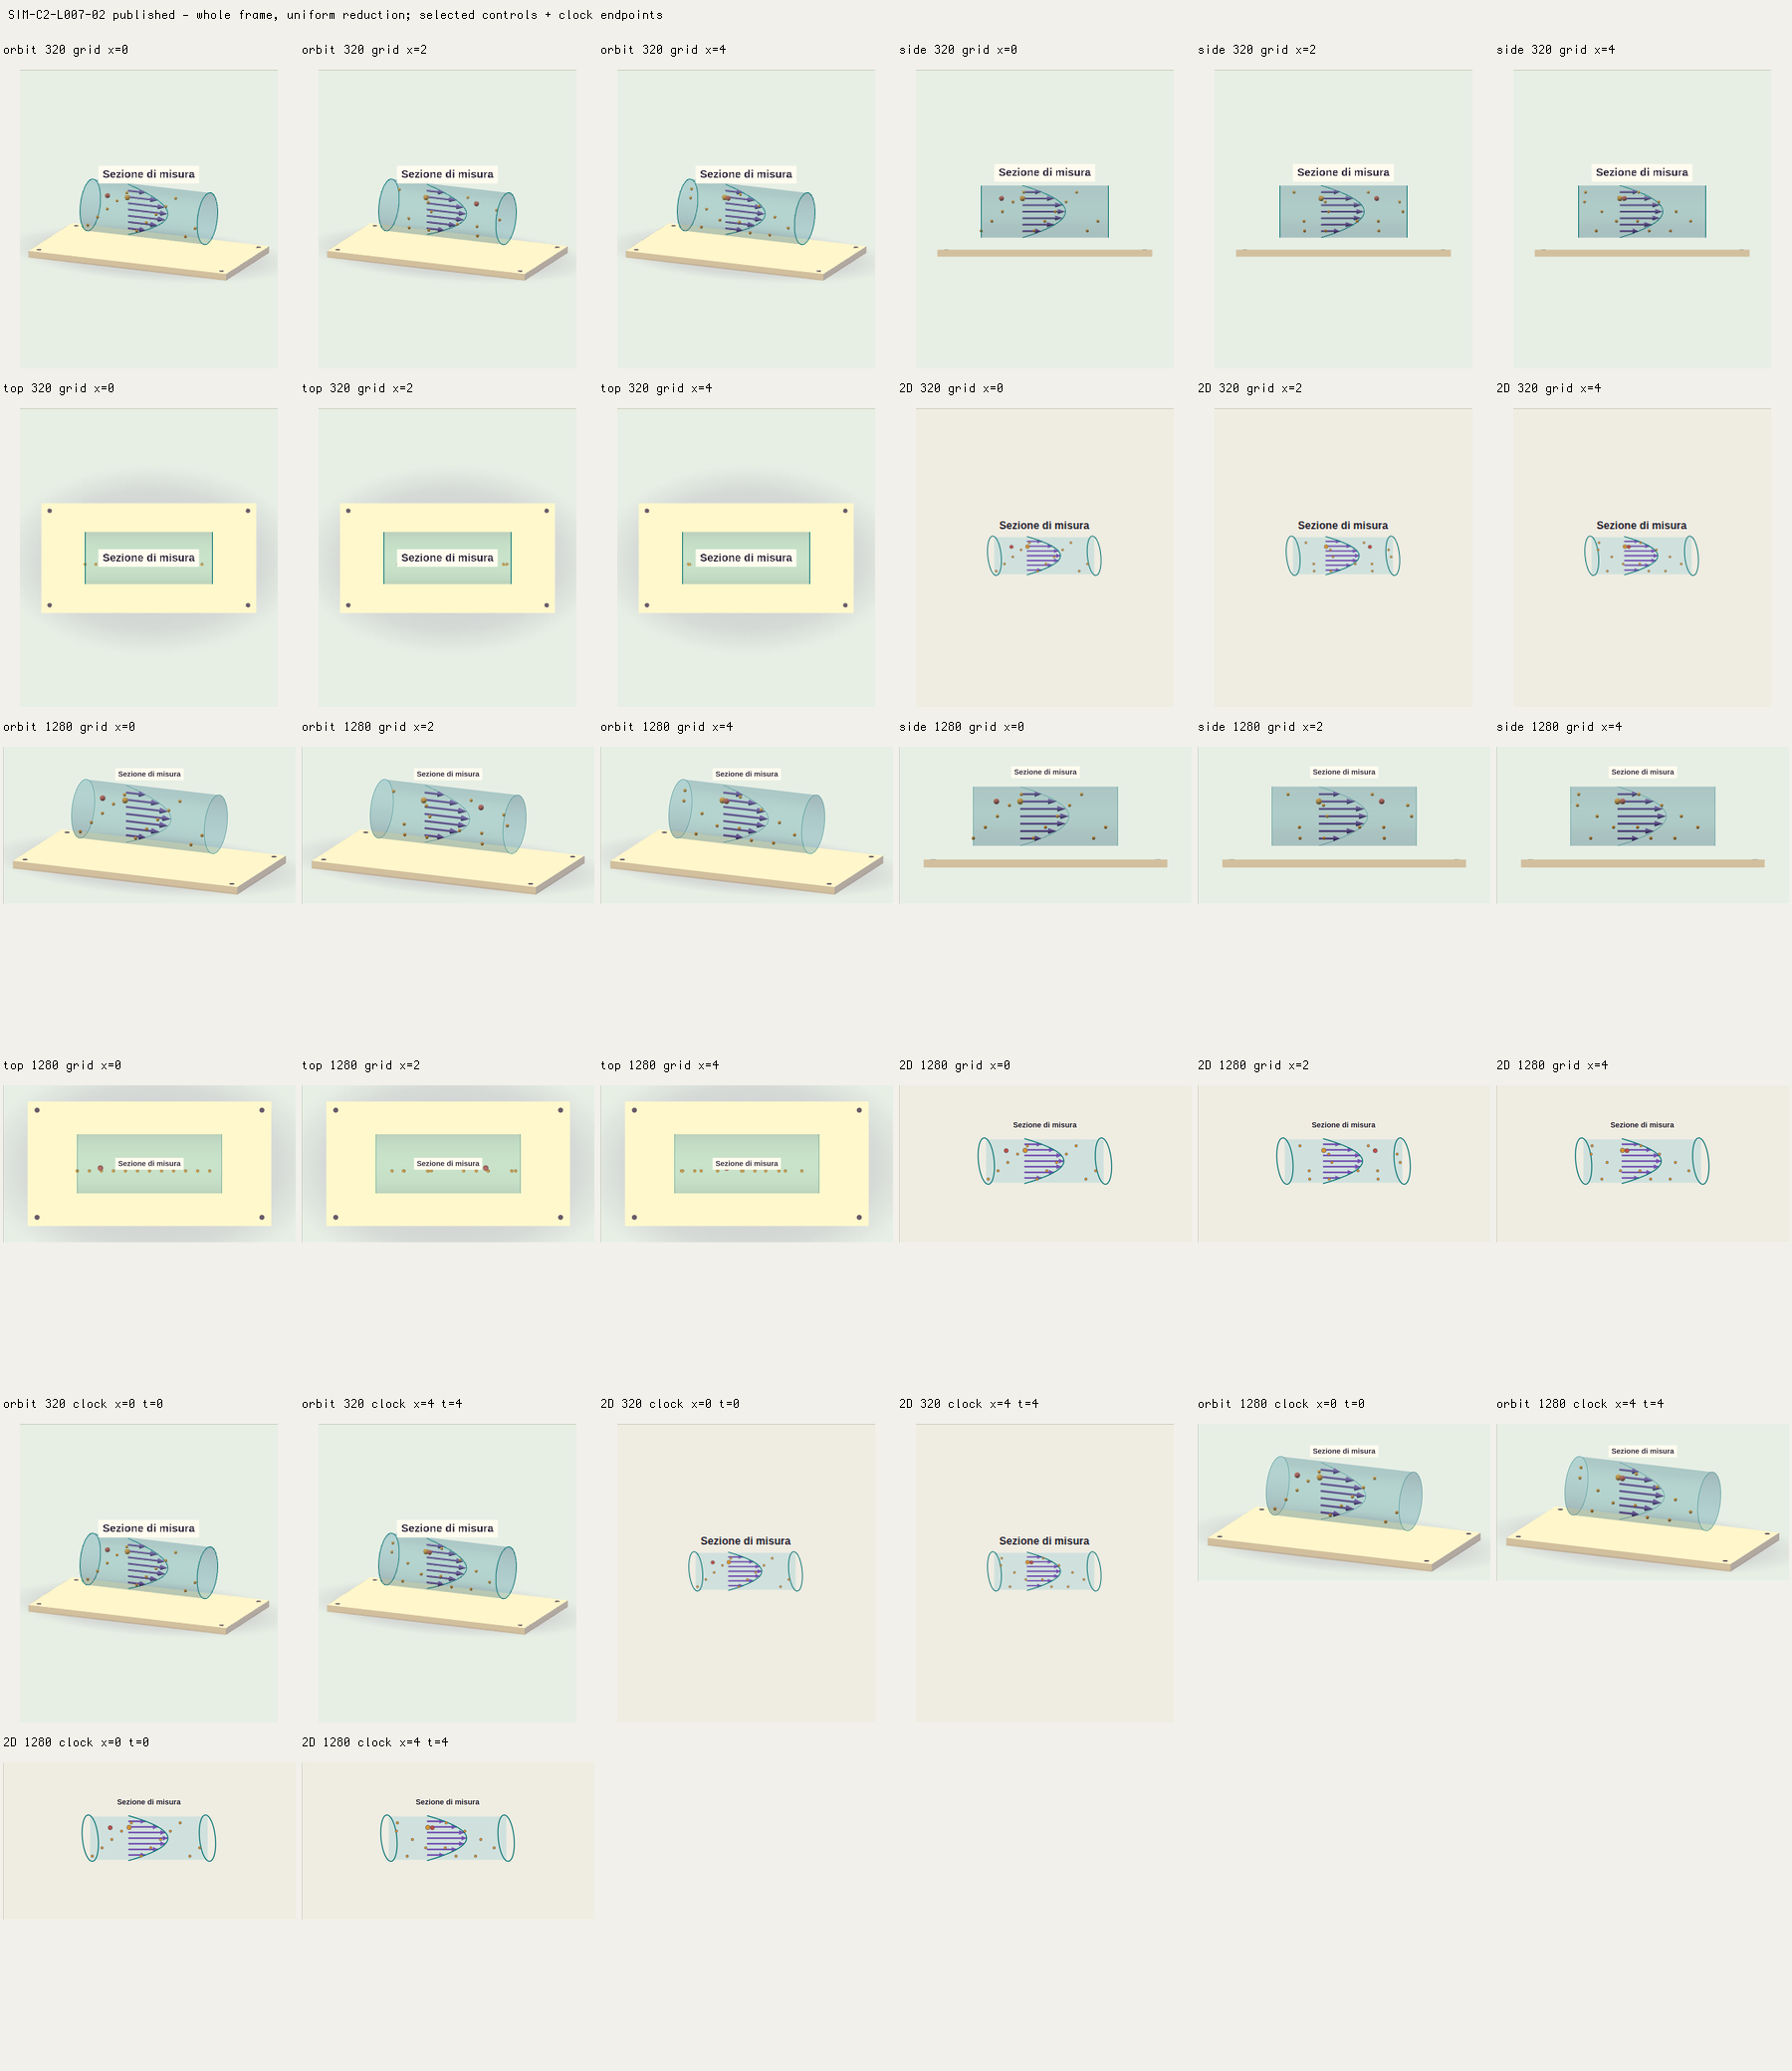 SIM-C2-L007-02 published — whole frame, uniform reduction; selected controls + clock endpoints
orbit 320 grid x=0
orbit 320 grid x=2
orbit 320 grid x=4
side 320 grid x=0
side 320 grid x=2
side 320 grid x=4
Sezione di misura
Sezione di misura
Sezione di misura
Sezione di misura
Sezione di misura
Sezione di misura
top 320 grid x=0
top 320 grid x=2
top 320 grid x=4
2D 320 grid x=0
2D 320 grid x=2
2D 320 grid x=4
Sezione di misura
Sezione di misura
Sezione di misura
Sezione di misura
Sezione di misura
Sezione di misura
orbit 1280 grid x=0
orbit 1280 grid x=2
orbit 1280 grid x=4
side 1280 grid x=0
side 1280 grid x=2
side 1280 grid x=4
Sezione di misura
Sezione di misura
Sezione di misura
Sezione di misura
Sezione di misura
Sezione di misura
top 1280 grid x=0
top 1280 grid x=2
top 1280 grid x=4
2D 1280 grid x=0
2D 1280 grid x=2
2D 1280 grid x=4
Sezione di misura
Sezione di misura
Sezione di misura
Sezione di misura
Sezione di misura
Sezione di misura
orbit 320 clock x=0 t=0
orbit 320 clock x=4 t=4
2D 320 clock x=0 t=0
2D 320 clock x=4 t=4
orbit 1280 clock x=0 t=0
orbit 1280 clock x=4 t=4
Sezione di misura
Sezione di misura
Sezione di misura
Sezione di misura
Sezione di misura
Sezione di misura
2D 1280 clock x=0 t=0
2D 1280 clock x=4 t=4
Sezione di misura
Sezione di misura